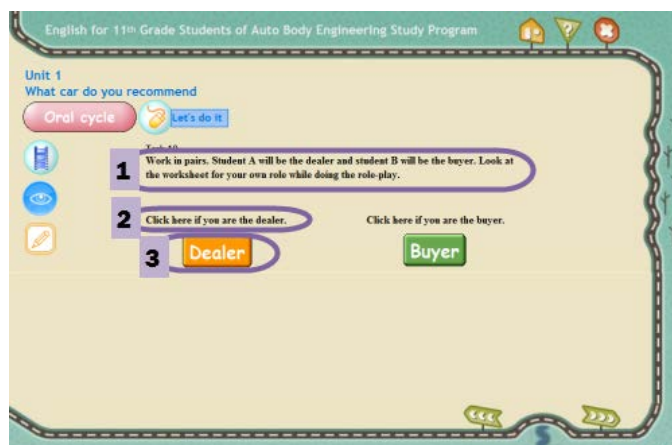 English for 11th Grade Students of Auto Body Engineering Study Program
Unit 1
What car do you recommend
Oral cycle
Let's do it
1
Work in pairs. Student A will be the dealer and student B will be the buyer. Look at
the worksheet for your own role while doing the role-play.
2
Click here if you are the dealer.
Click here if you are the buyer.
3
Dealer
Buyer